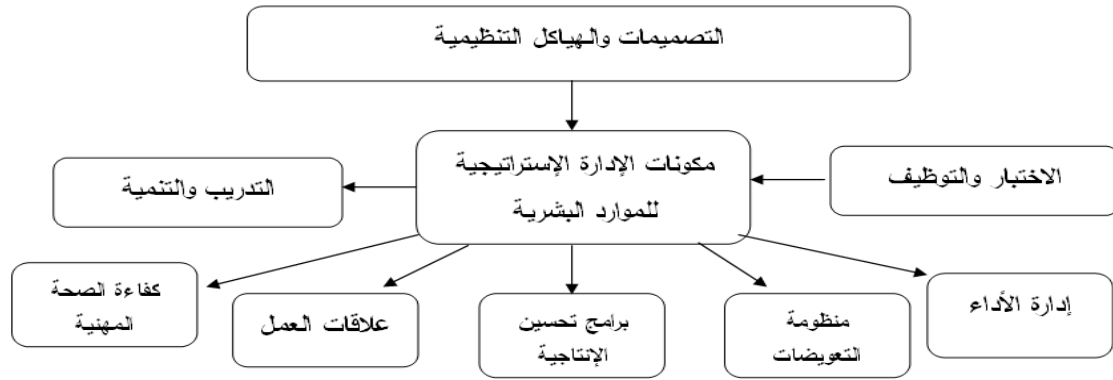 التصميمات والهياكل التنظيمية
مكونات الإدارة الإستراتيجية
للموارد البشرية
الاختبار والتوظيف
التدريب والتنمية
إدارة الأداء
منظومة
التعويضات
برامج تحسين
الإنتاجية
علاقات العمل
كفاءة الصحة
المهنية